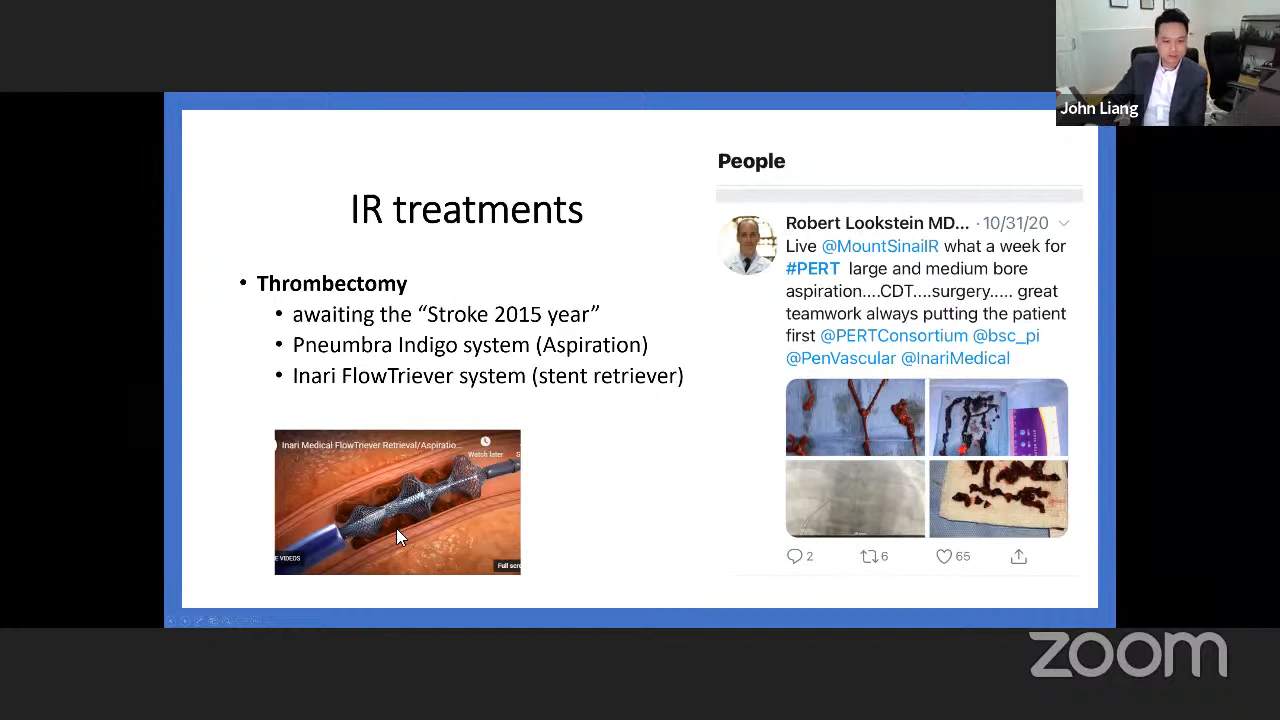 John Liang
IR treatments
• Thrombectomy
• awaiting the “Stroke 2015 year”
• Pneumbra Indigo system (Aspiration)
• Inari FlowTriever system (stent retriever)
Inari Medical FlowTriever Retrieval/Aspiratio...
Watch later
S
E VIDEOS
Full scre
People
Robert Lookstein MD... · 10/31/20
Live @MountSinaiIR what a week for
#PERT large and medium bore
aspiration....CDT....surgery..... great
teamwork always putting the patient
first @PERTConsortium @bsc_pi
@PenVascular @InariMedical
2
6
65
zoom